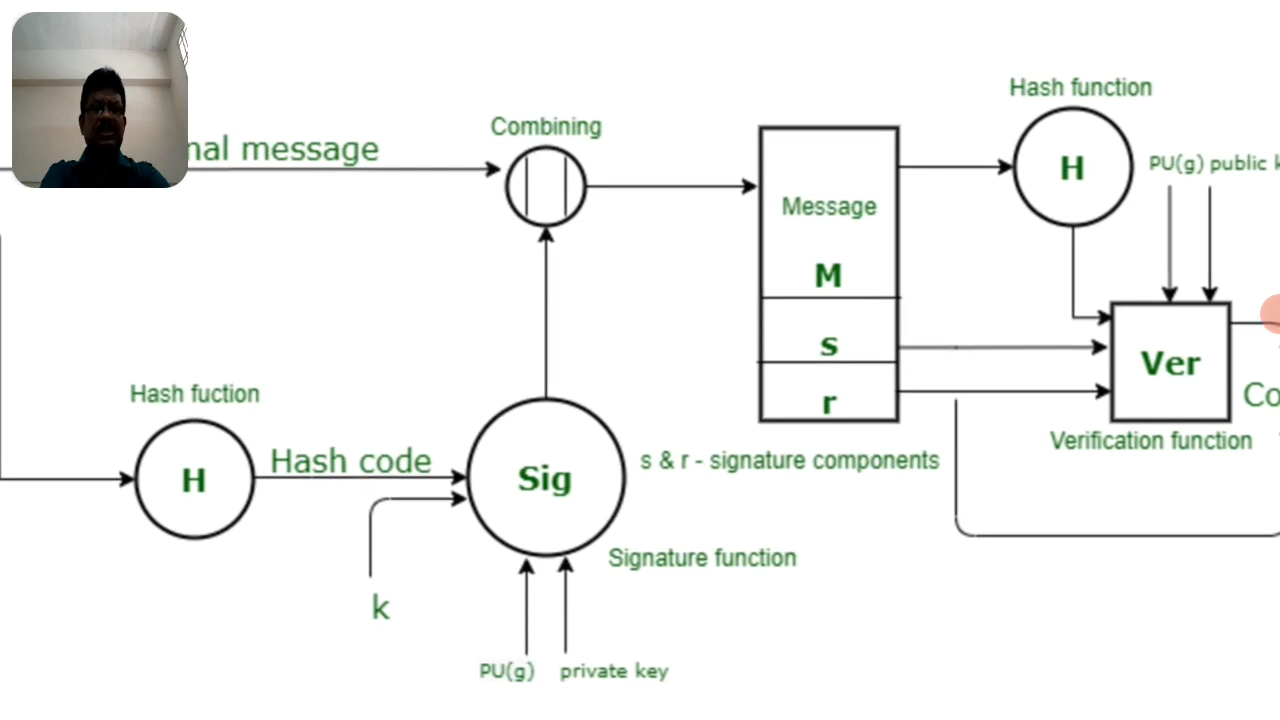 Hash function
Combining
nal message
PU(g) public k
Message
M
H
s
r
Ver
Co
Verification function
Hash fuction
H
Hash code
Sig
s & r - signature components
Signature function
k
PU(g)
private key